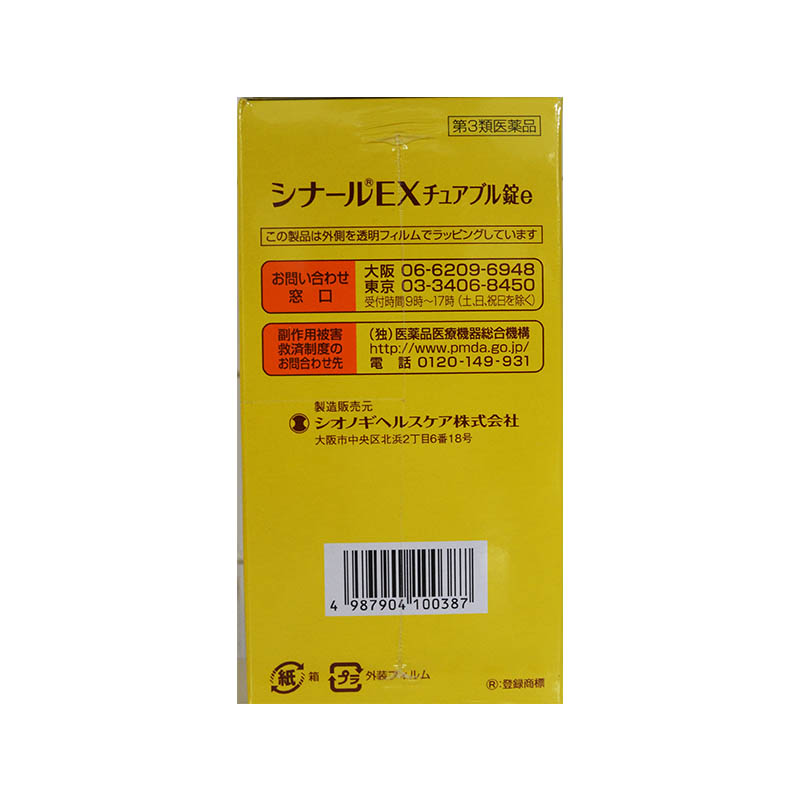 第3類医薬品
シナール®EXチュアブル錠e
この製品は外側を透明フィルムでラッピングしています
お問い合わせ
窓口
大阪 06-6209-6948
東京 03-3406-8450
受付時間9時～17時（土、日、祝日を除く）
副作用被害
救済制度の
お問合わせ先
（独）医薬品医療機器総合機構
http://www.pmda.go.jp/
電話 0120-149-931
製造販売元
シオノギヘルスケア株式会社
大阪市中央区北浜2丁目6番18号
4 987904 100387
紙 箱 プラ 外装フィルム
®:登録商標